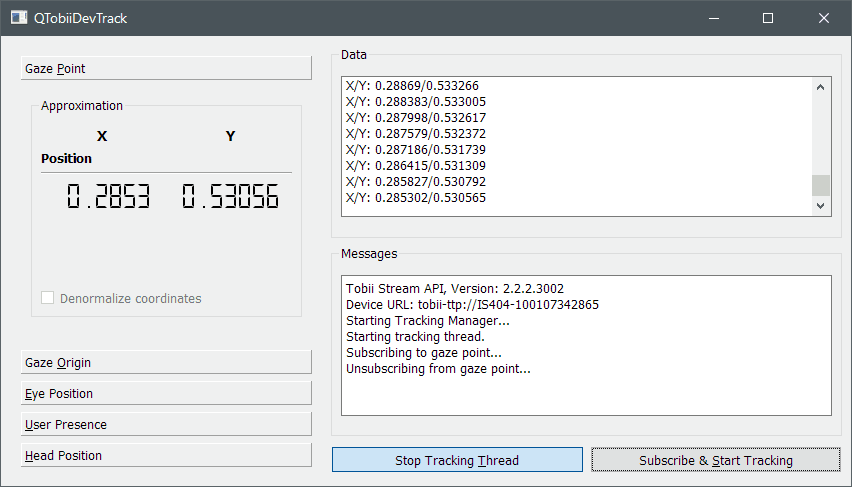 QTobiiDevTrack
Gaze Point
Approximation
X Y
Position
0.2853 0.53056
Denormalize coordinates
Gaze Origin
Eye Position
User Presence
Head Position
Data
X/Y: 0.28869/0.533266
X/Y: 0.288383/0.533005
X/Y: 0.287998/0.532617
X/Y: 0.287579/0.532372
X/Y: 0.287186/0.531739
X/Y: 0.286415/0.531309
X/Y: 0.285827/0.530792
X/Y: 0.285302/0.530565
Messages
Tobii Stream API, Version: 2.2.2.3002
Device URL: tobii-ttp://IS404-100107342865
Starting Tracking Manager...
Starting tracking thread.
Subscribing to gaze point...
Unsubscribing from gaze point...
Stop Tracking Thread
Subscribe & Start Tracking